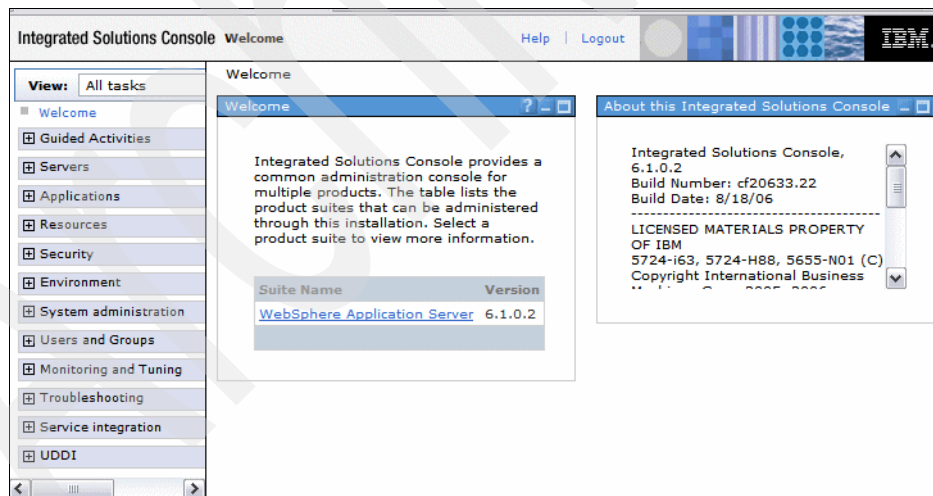 Integrated Solutions Console Welcome
Help | Logout
IBM.
View: All tasks
Welcome
Guided Activities
Servers
Applications
Resources
Security
Environment
System administration
Users and Groups
Monitoring and Tuning
Troubleshooting
Service integration
UDDI
Welcome
Welcome
Integrated Solutions Console provides a
common administration console for
multiple products. The table lists the
product suites that can be administered
through this installation. Select a
product suite to view more information.
Suite Name Version
WebSphere Application Server 6.1.0.2
About this Integrated Solutions Console
Integrated Solutions Console,
6.1.0.2
Build Number: cf20633.22
Build Date: 8/18/06
----------------------------------------
LICENSED MATERIALS PROPERTY
OF IBM
5724-i63, 5724-H88, 5655-N01 (C)
Copyright International Business